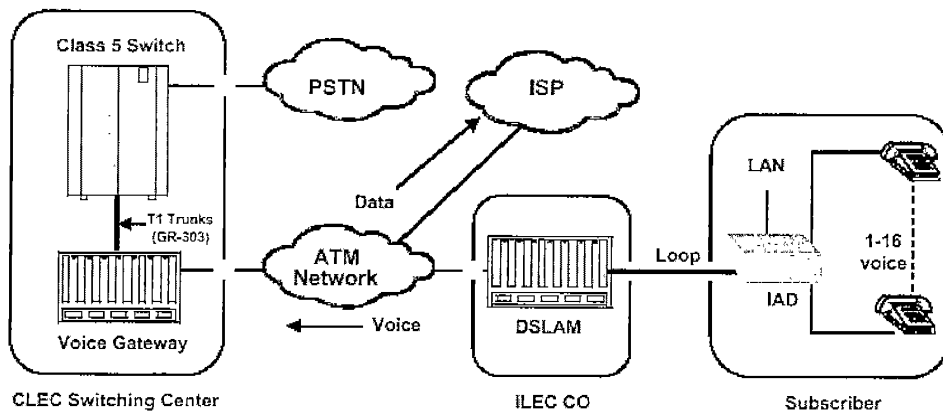 Class 5 Switch
PSTN
ISP
T1 Trunks
(GR-303)
Data
LAN
1-16
voice
ATM
Network
Loop
IAD
Voice
DSLAM
Voice Gateway
CLEC Switching Center
ILEC CO
Subscriber